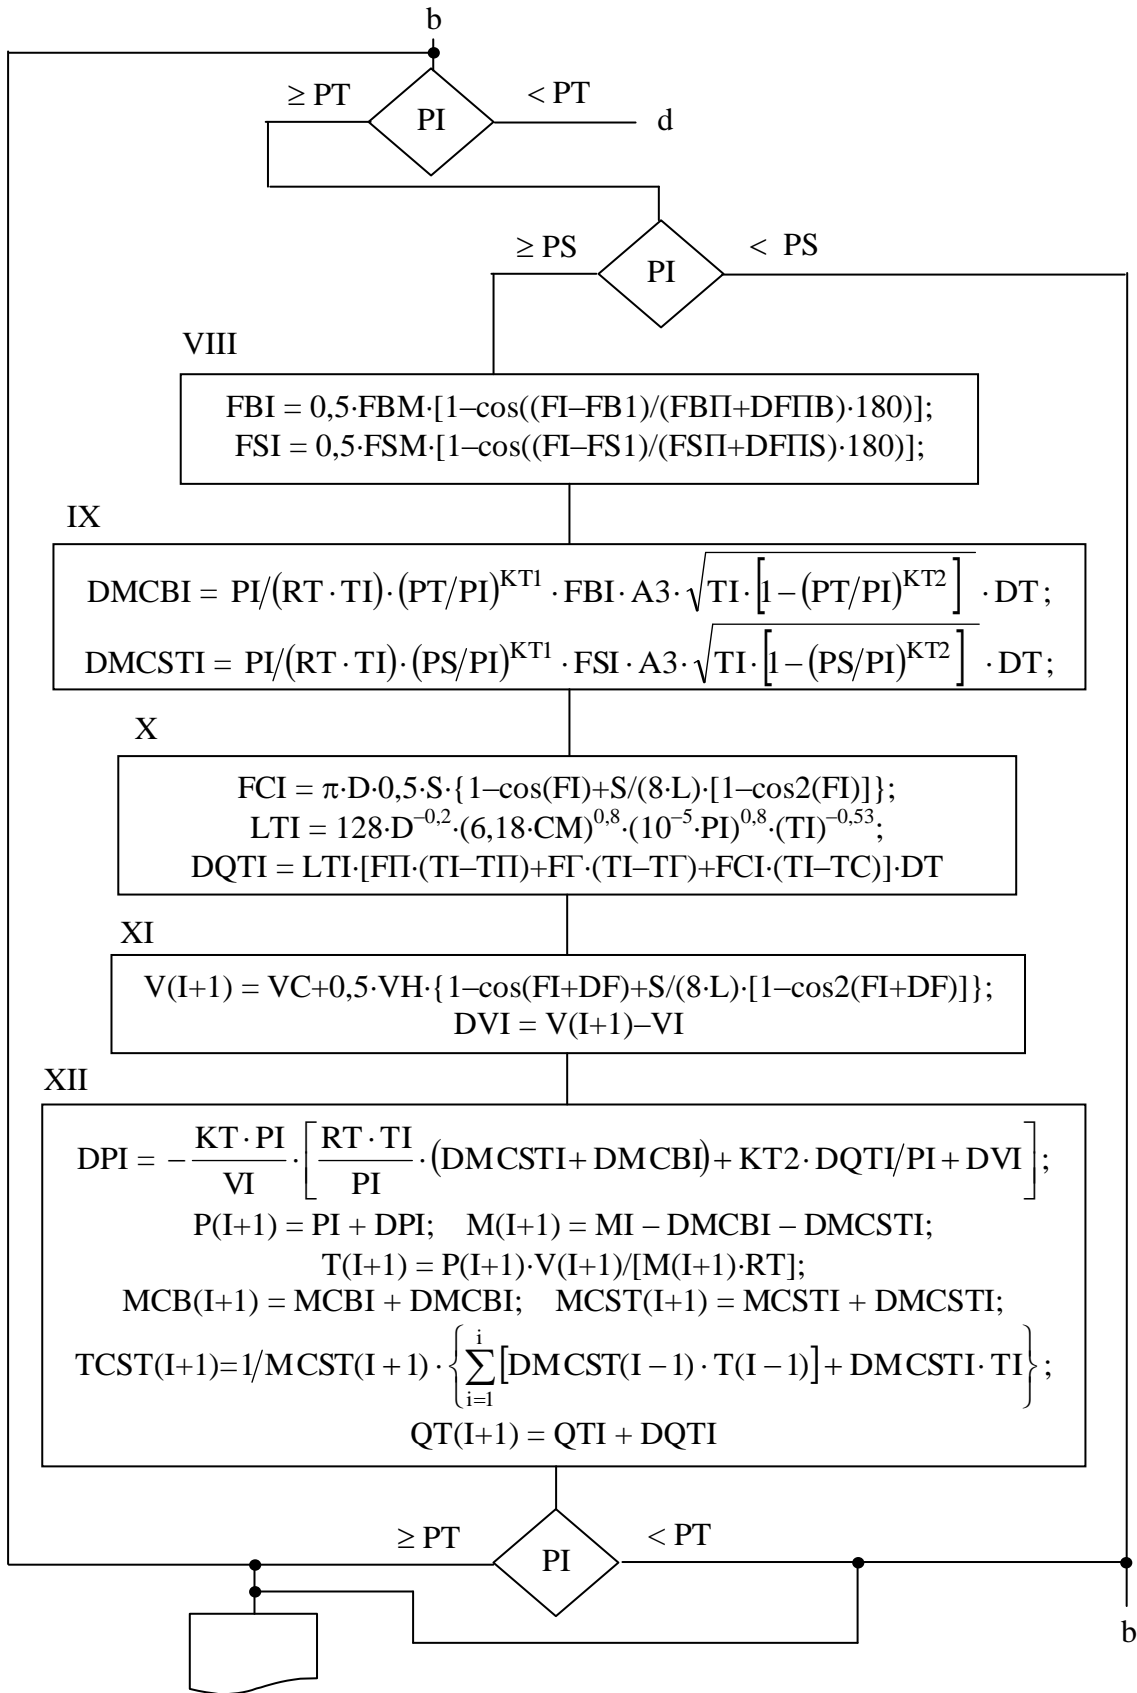 b
≥ PT
< PT
PI
d
≥ PS
< PS
PI
VIII
FBI = 0,5·FBM·[1–cos((FI–FB1)/(FBП+DFПB)·180)];
FSI = 0,5·FSM·[1–cos((FI–FS1)/(FSП+DFПS)·180)];
IX
DMCBI = PI/(RT · TI)·(PT/PI)^KT1 · FBI · A3 · √(TI · [1–(PT/PI)^KT2]) · DT;
DMCSTI = PI/(RT · TI)·(PS/PI)^KT1 · FSI · A3 · √(TI · [1–(PS/PI)^KT2]) · DT;
X
FCI = π·D·0,5·S·{1–cos(FI)+S/(8·L)·[1–cos2(FI)]};
LTI = 128·D^–0,2·(6,18·CM)^0,8·(10^–5·PI)^0,8·(TI)^–0,53;
DQTI = LTI·[FП·(TI–TП)+FГ·(TI–TГ)+FCI·(TI–TC)]·DT
XI
V(I+1) = VC+0,5·VH·{1–cos(FI+DF)+S/(8·L)·[1–cos2(FI+DF)]};
DVI = V(I+1)–VI
XII
DPI = –(KT · PI)/VI · [(RT · TI)/PI · (DMCSTI + DMCBI) + KT2 · DQTI/PI + DVI];
P(I+1) = PI + DPI; M(I+1) = MI – DMCBI – DMCSTI;
T(I+1) = P(I+1)·V(I+1)/[M(I+1)·RT];
MCB(I+1) = MCBI + DMCBI; MCST(I+1) = MCSTI + DMCSTI;
TCST(I+1)=1/MCST(I + 1) · {∑_{i=1}^{i} [DMCST(I – 1) · T(I – 1)] + DMCSTI · TI};
QT(I+1) = QTI + DQTI
≥ PT
< PT
PI
b